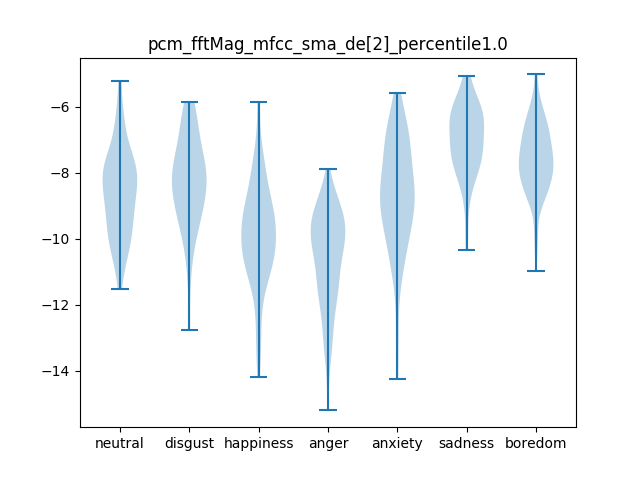 pcm_fftMag_mfcc_sma_de[2]_percentile1.0
−6
−8
−10
−12
−14
neutral disgust happiness anger anxiety sadness boredom